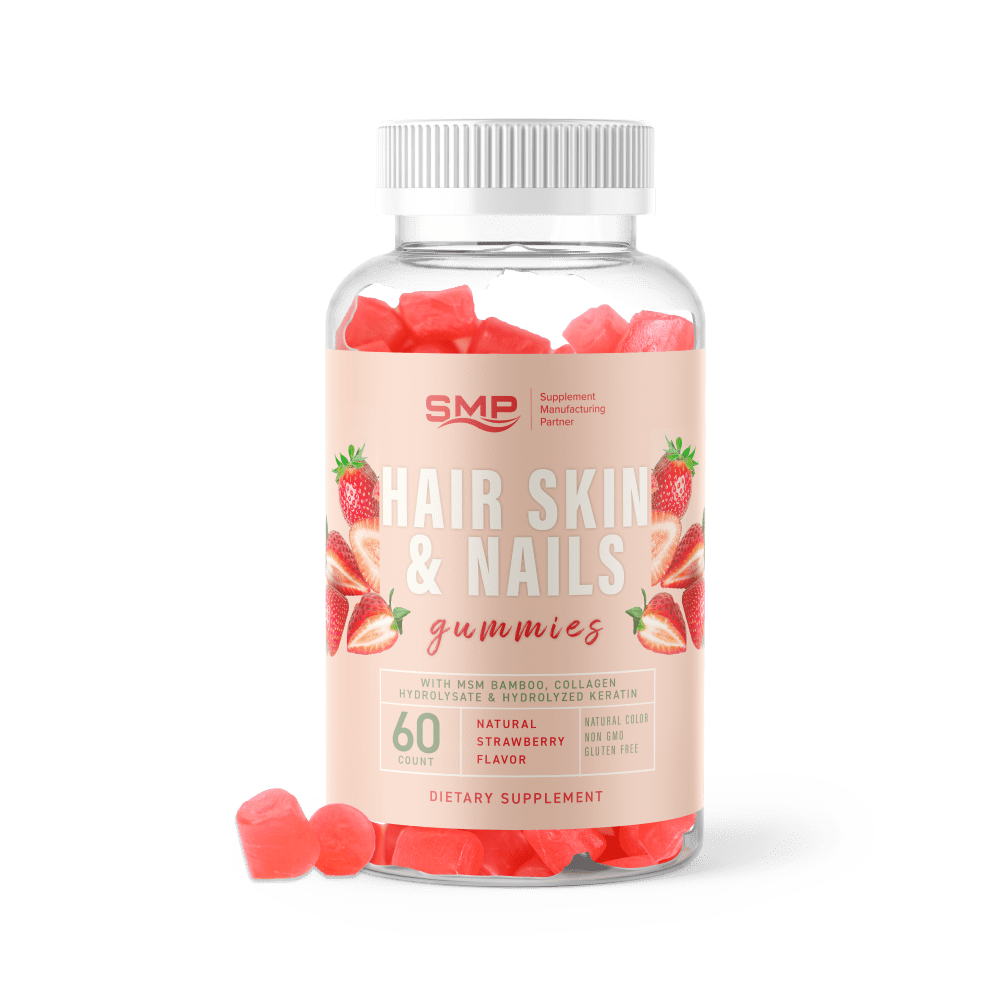 SMP
Supplement
Manufacturing
Partner
HAIR SKIN
& NAILS
gummies
WITH MSM BAMBOO, COLLAGEN
HYDROLYSATE & HYDROLYZED KERATIN
60
COUNT
NATURAL
STRAWBERRY
FLAVOR
NATURAL COLOR
NON GMO
GLUTEN FREE
DIETARY SUPPLEMENT